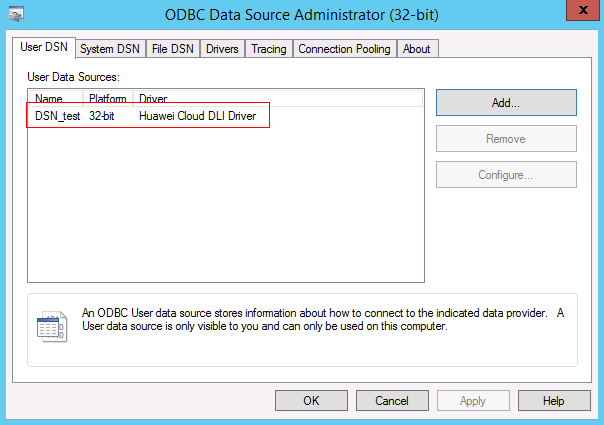 ODBC Data Source Administrator (32-bit)
x
User DSN System DSN File DSN Drivers Tracing Connection Pooling About
User Data Sources:
Name Platform Driver
DSN_test 32-bit Huawei Cloud DLI Driver
Add...
Remove
Configure...
An ODBC User data source stores information about how to connect to the indicated data provider. A
User data source is only visible to you and can only be used on this computer.
OK Cancel Apply Help